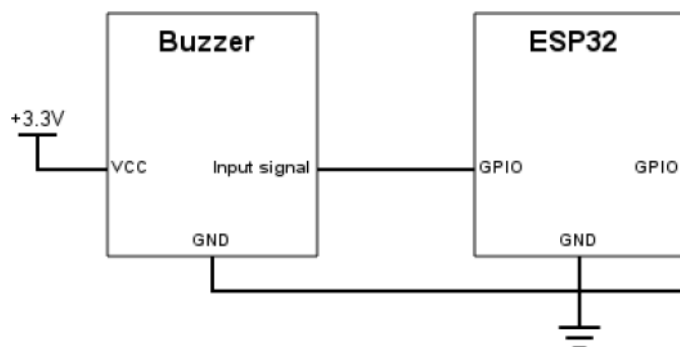 Buzzer
ESP32
+3.3V
VCC
Input signal
GPIO
GPIO
GND
GND